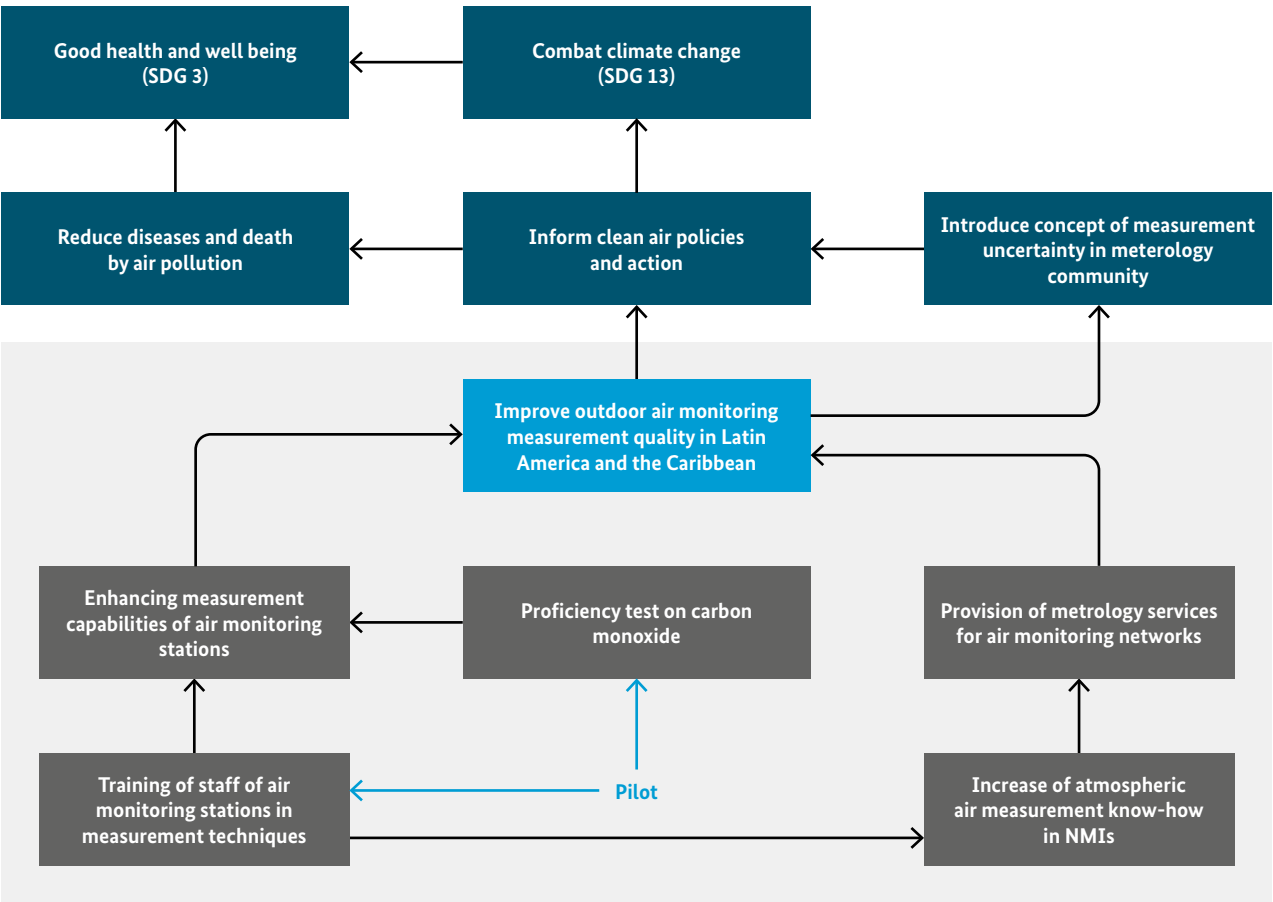 Good health and well being
(SDG 3)
Combat climate change
(SDG 13)
Reduce diseases and death
by air pollution
Inform clean air policies
and action
Introduce concept of measurement
uncertainty in meterology
community
Improve outdoor air monitoring
measurement quality in Latin
America and the Caribbean
Enhancing measurement
capabilities of air monitoring
stations
Proficiency test on carbon
monoxide
Provision of metrology services
for air monitoring networks
Training of staff of air
monitoring stations in
measurement techniques
Pilot
Increase of atmospheric
air measurement know-how
in NMIs